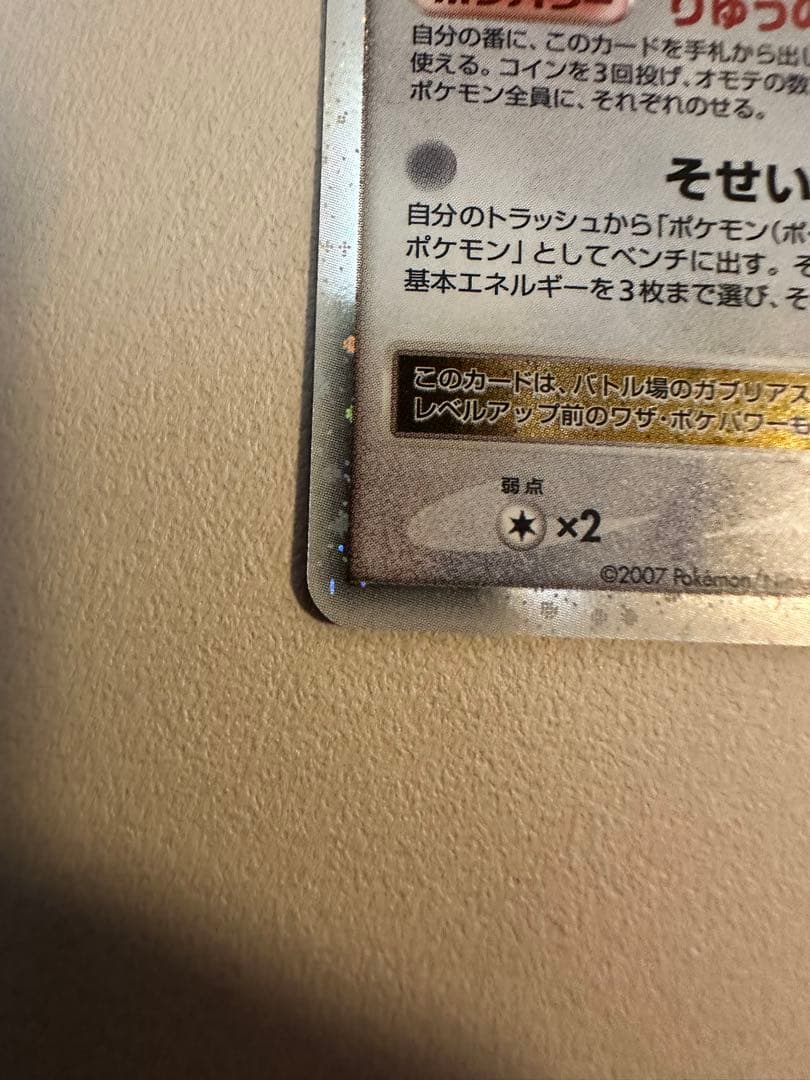 りゅうの
自分の番に、このカードを手札から出し
使える。コインを3回投げ、オモテの数
ポケモン全員に、それぞれのせる。
そせい
自分のトラッシュから「ポケモン(ポ
ポケモン」としてベンチに出す。そ
基本エネルギーを3枚まで選び、そ
このカードは、バトル場のガブリアス
レベルアップ前のワザ・ポケパワーも
弱点
×2
©2007 Pokémon/Nin